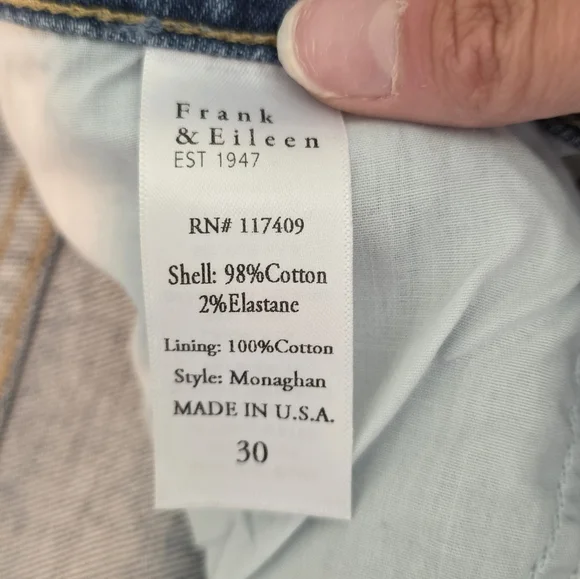 Frank
& Eileen
EST 1947
RN# 117409
Shell: 98%Cotton
2%Elastane
Lining: 100%Cotton
Style: Monaghan
MADE IN U.S.A.
30